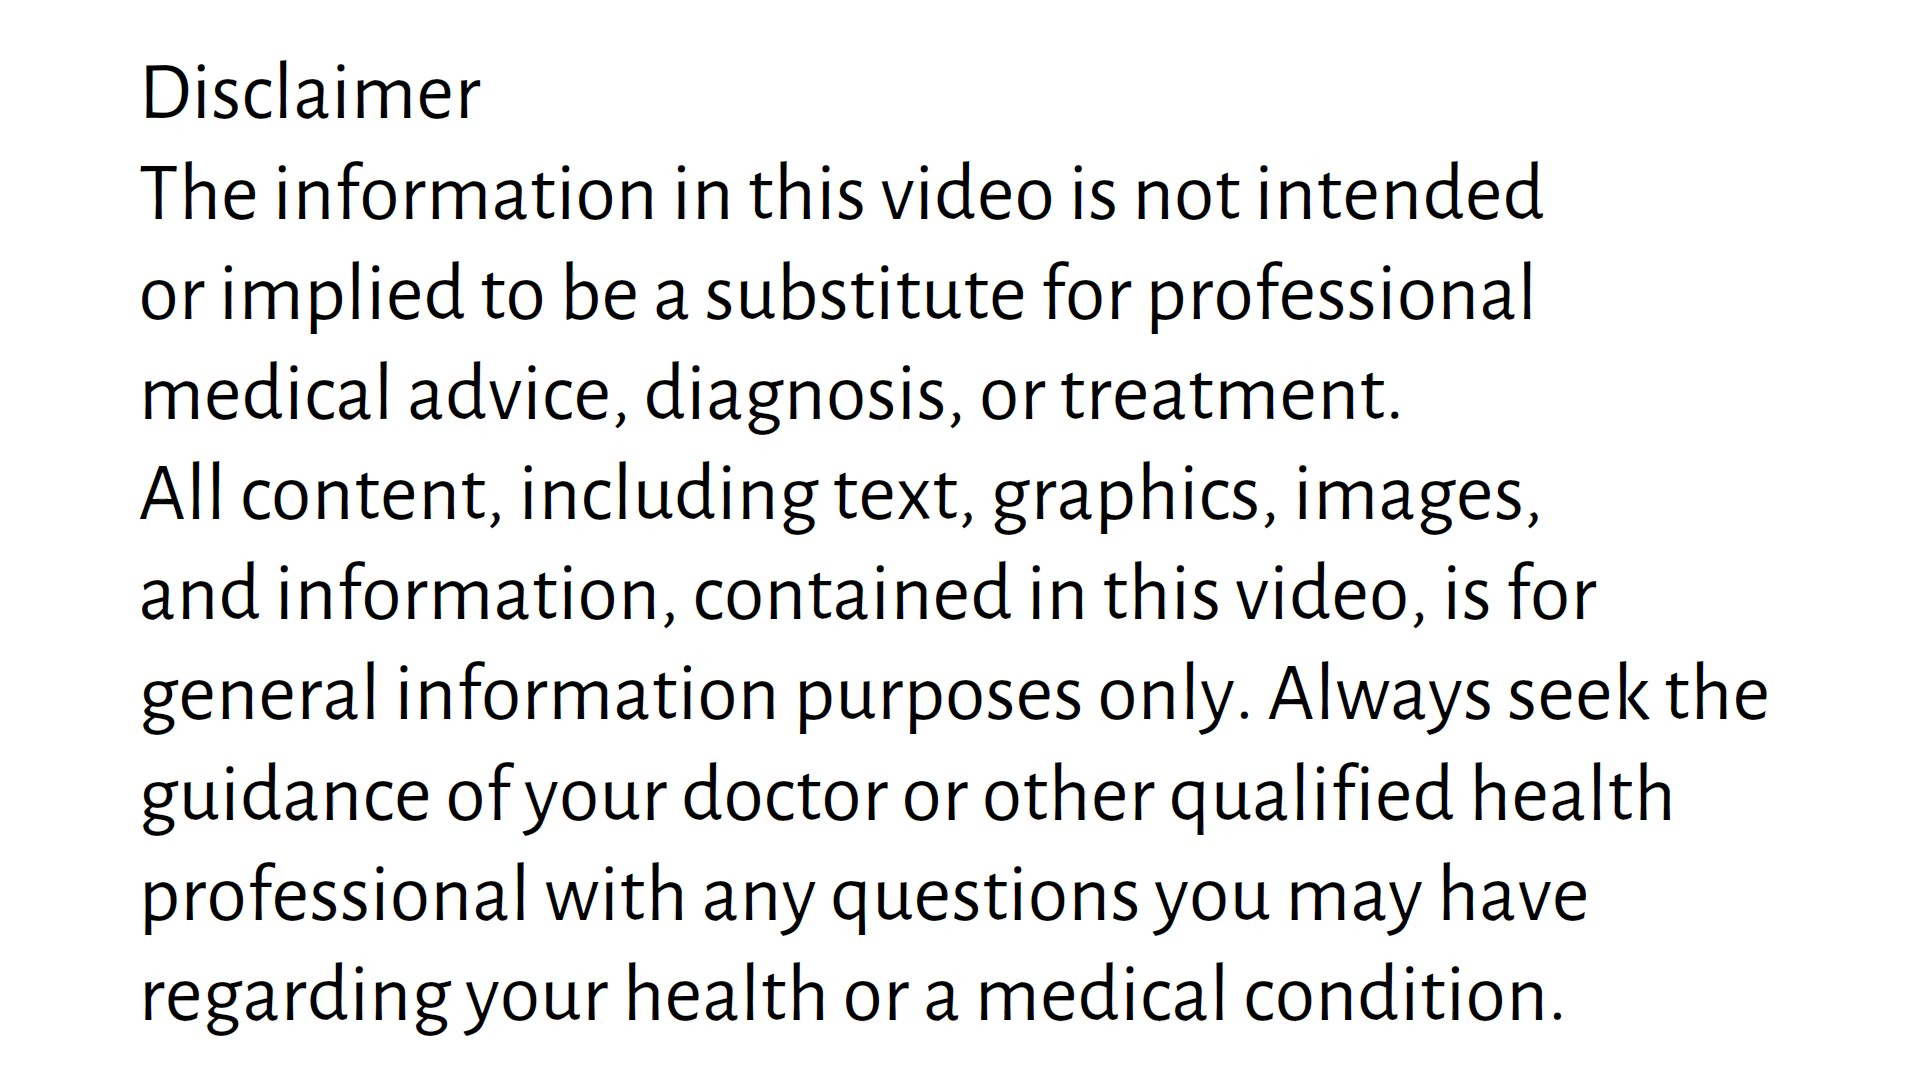 Disclaimer
The information in this video is not intended
or implied to be a substitute for professional
medical advice, diagnosis, or treatment.
All content, including text, graphics, images,
and information, contained in this video, is for
general information purposes only. Always seek the
guidance of your doctor or other qualified health
professional with any questions you may have
regarding your health or a medical condition.